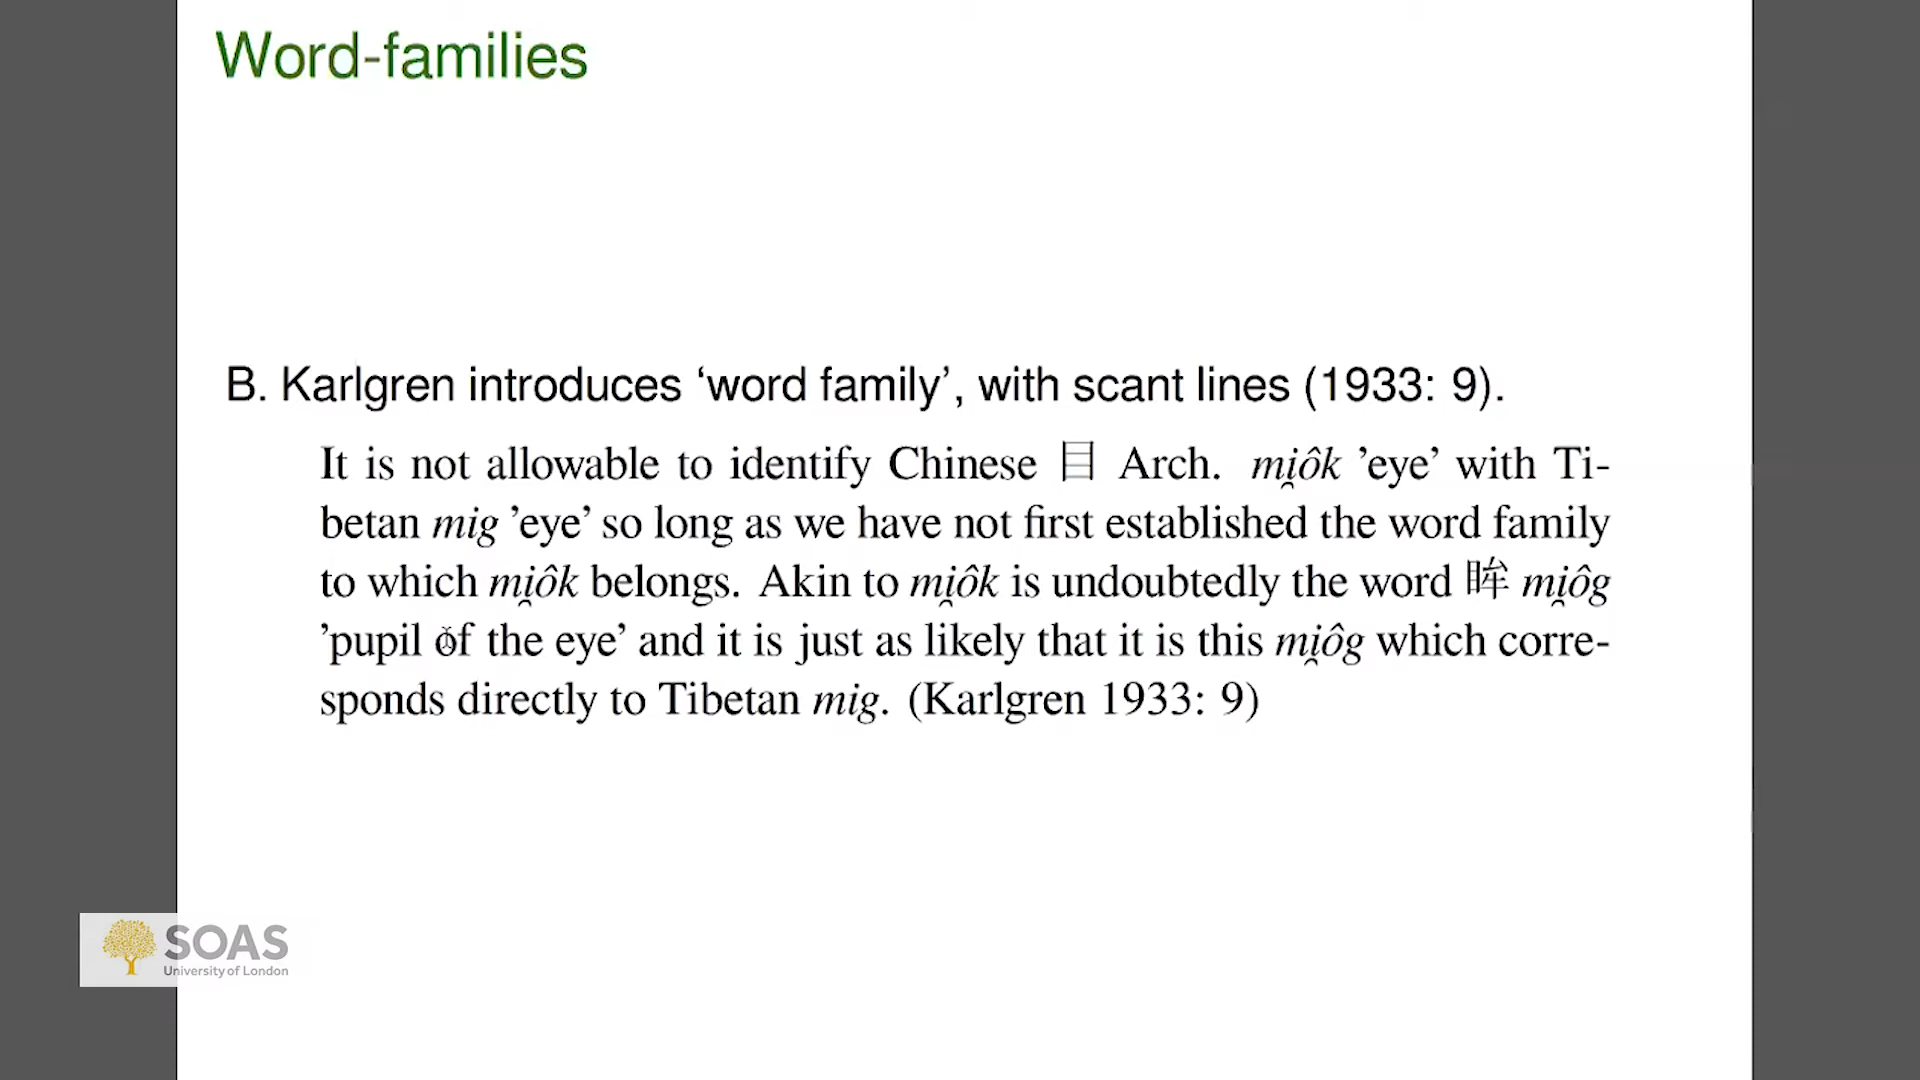 Word-families
B. Karlgren introduces ‘word family’, with scant lines (1933: 9).
It is not allowable to identify Chinese 目 Arch. mi̯ôk ’eye’ with Ti-
betan mig ’eye’ so long as we have not first established the word family
to which mi̯ôk belongs. Akin to mi̯ôk is undoubtedly the word 眸 mi̯ôg
’pupil of the eye’ and it is just as likely that it is this mi̯ôg which corre-
sponds directly to Tibetan mig. (Karlgren 1933: 9)
SOAS
University of London